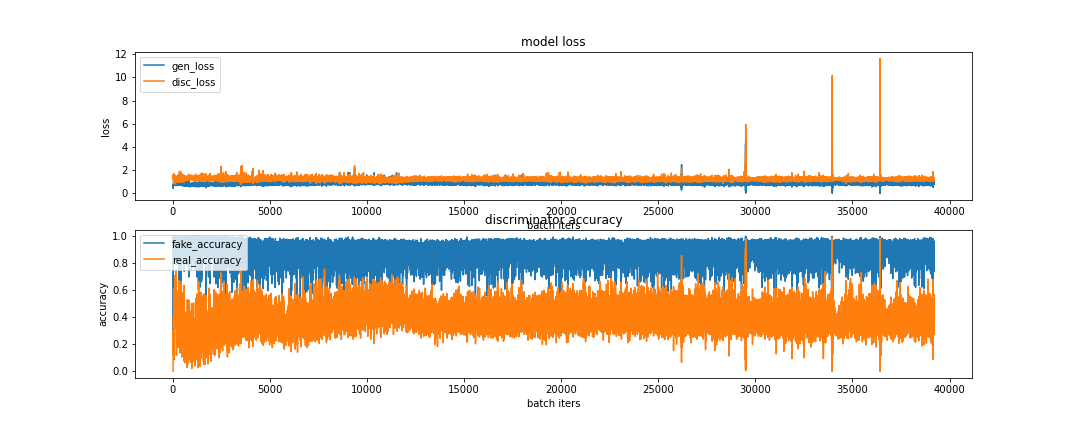 model loss
12
10
8
6
4
2
0
loss
gen_loss
disc_loss
0 5000 10000 15000 20000 25000 30000 35000 40000
batch iters
discriminator accuracy
1.0
0.8
0.6
0.4
0.2
0.0
accuracy
fake_accuracy
real_accuracy
0 5000 10000 15000 20000 25000 30000 35000 40000
batch iters